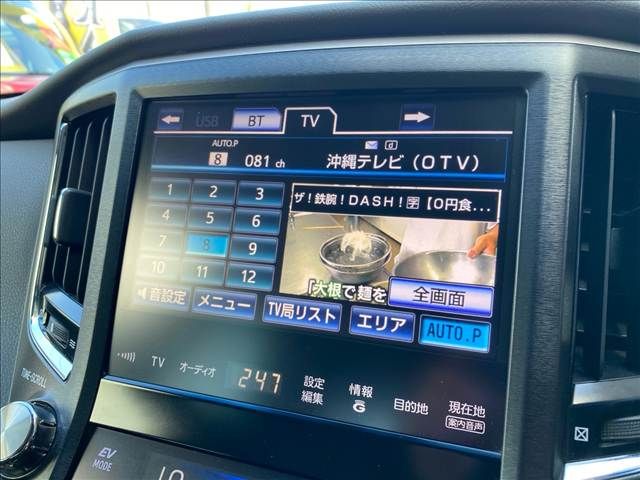 USB BT TV
AUTO.P
8 081 ch 沖縄テレビ(OTV)
1 2 3
ザ!鉄腕!DASH!🈑【0円食...
4 5 6
7 8 9
10 11 12
「大根で麺を
全画面
音設定 メニュー TV局リスト エリア AUTO.P
TV オーディオ 247 設定編集 情報 G 目的地 現在地
案内音声
TUNE•SCROLL
EV
MODE